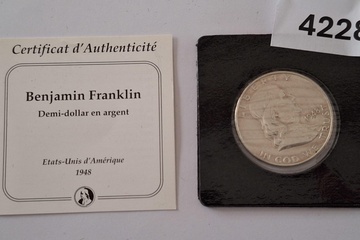 4228
Certificat d'Authenticité
Benjamin Franklin
Demi-dollar en argent
Etats-Unis d'Amérique
1948